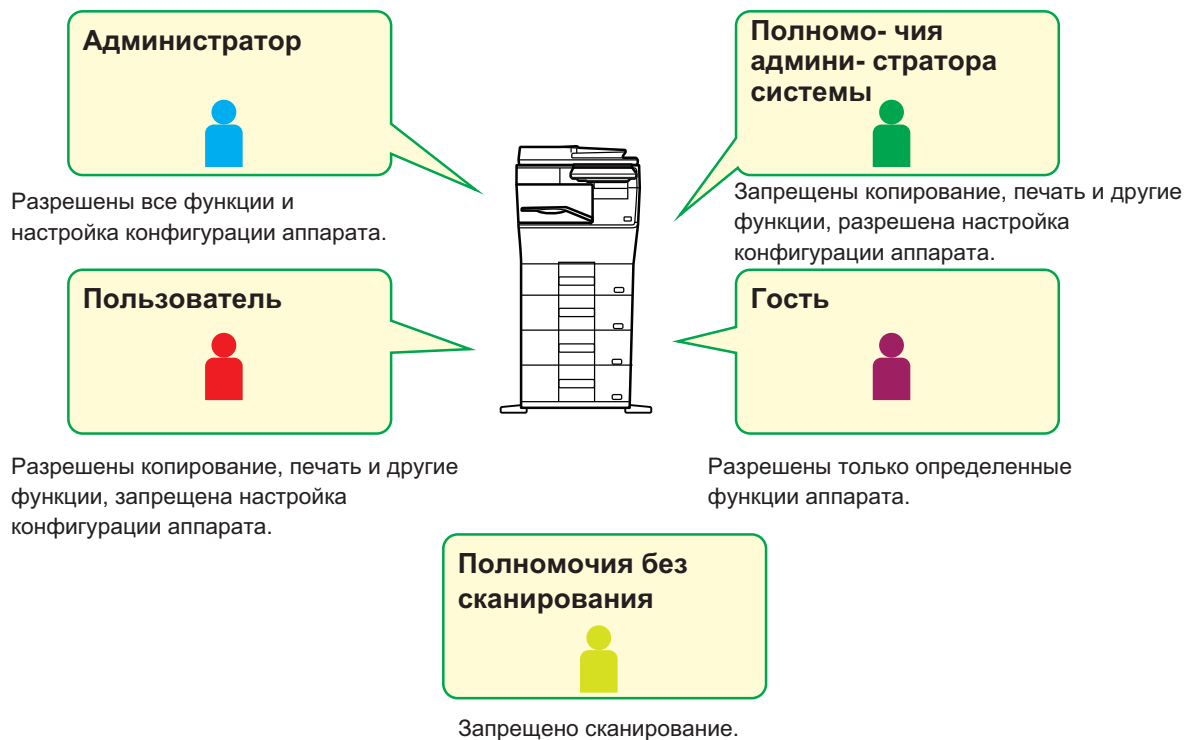 Администратор
Разрешены все функции и
настройка конфигурации аппарата.
Полномо- чия
админи- стратора
системы
Запрещены копирование, печать и другие
функции, разрешена настройка
конфигурации аппарата.
Пользователь
Разрешены копирование, печать и другие
функции, запрещена настройка
конфигурации аппарата.
Гость
Разрешены только определенные
функции аппарата.
Полномочия без
сканирования
Запрещено сканирование.